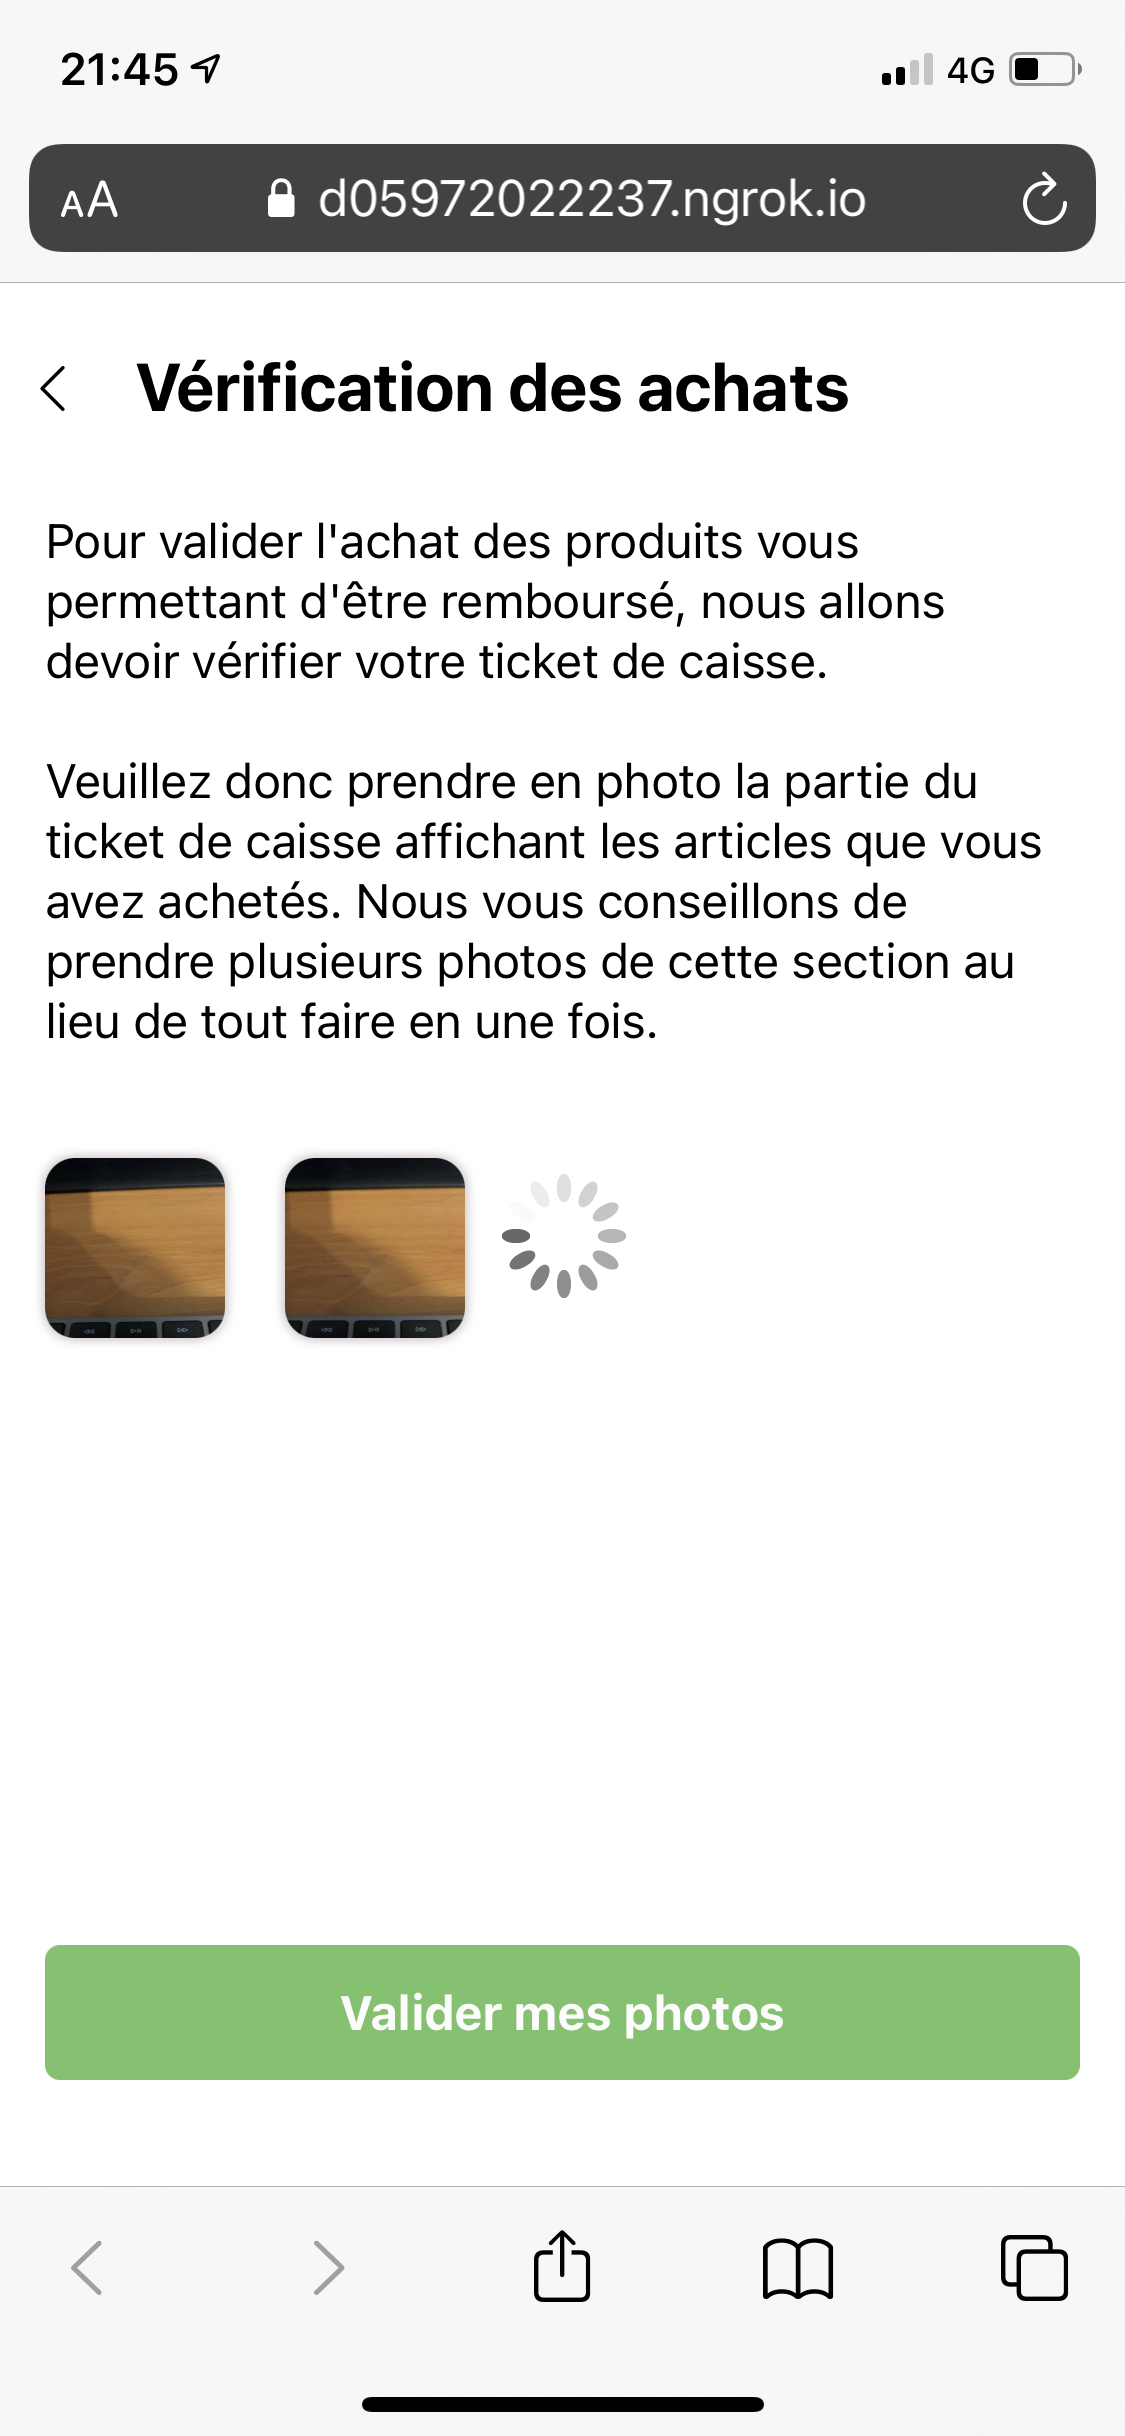 21:45
4G
AA
d05972022237.ngrok.io
Vérification des achats
Pour valider l'achat des produits vous
permettant d'être remboursé, nous allons
devoir vérifier votre ticket de caisse.
Veuillez donc prendre en photo la partie du
ticket de caisse affichant les articles que vous
avez achetés. Nous vous conseillons de
prendre plusieurs photos de cette section au
lieu de tout faire en une fois.
Valider mes photos